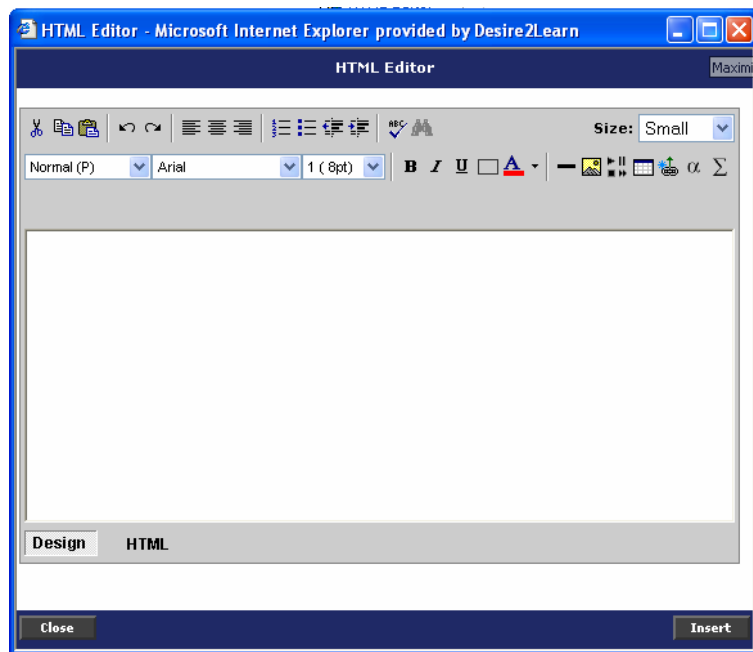 HTML Editor - Microsoft Internet Explorer provided by Desire2Learn
HTML Editor Maximi
ABC Size: Small
Normal (P) Arial 1 ( 8pt) B I U A α Σ
Design HTML
Close Insert